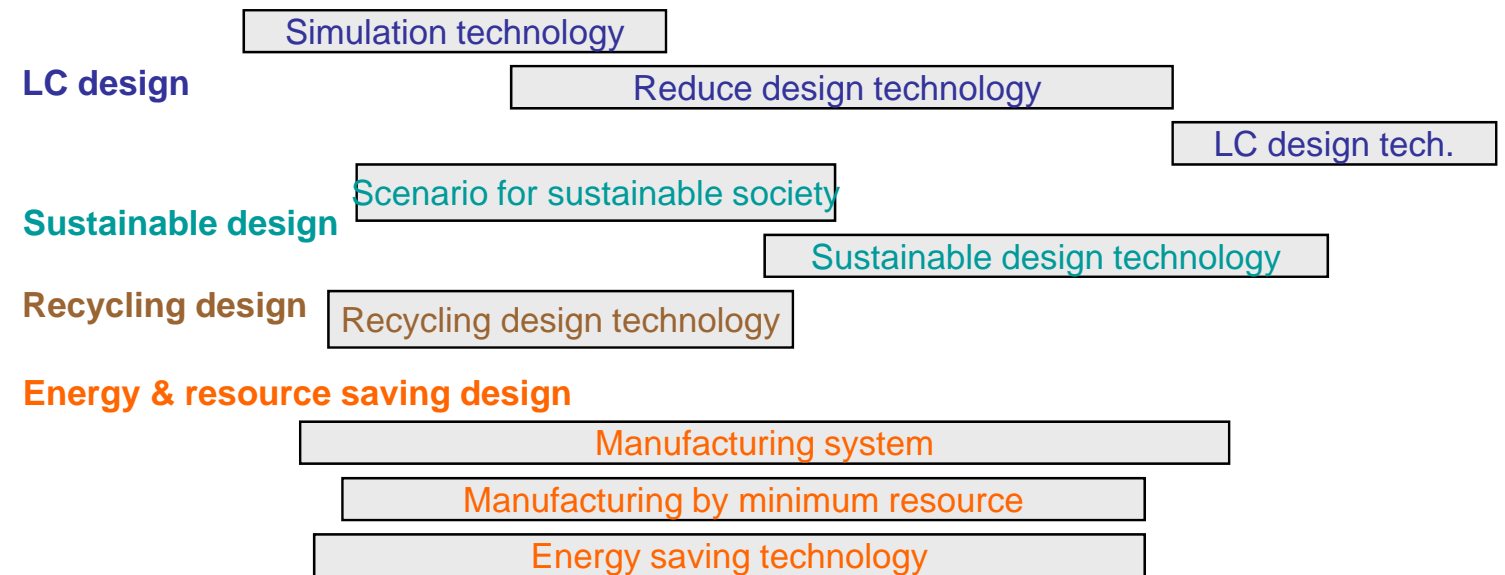 Simulation technology
LC design
Reduce design technology
LC design tech.
Scenario for sustainable society
Sustainable design
Sustainable design technology
Recycling design
Recycling design technology
Energy & resource saving design
Manufacturing system
Manufacturing by minimum resource
Energy saving technology